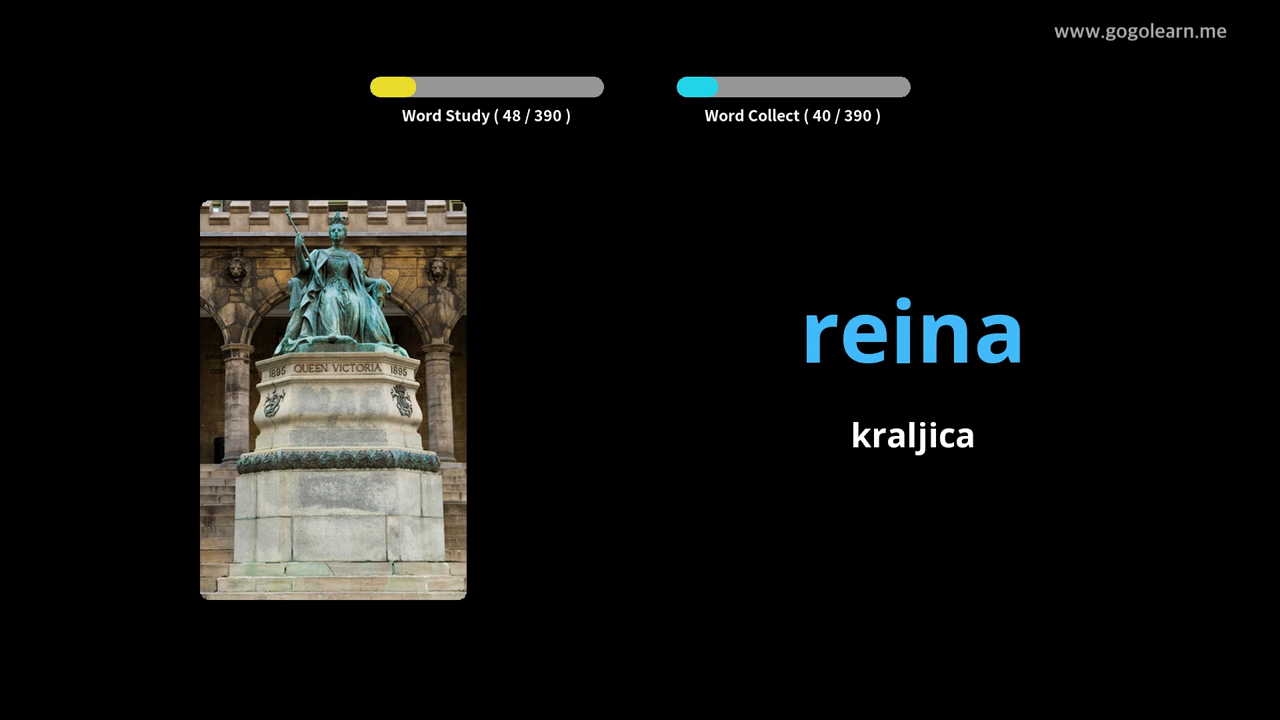 www.gogolearn.me
Word Study ( 48 / 390 )
Word Collect ( 40 / 390 )
1895 QUEEN VICTORIA 1895
reina
kraljica